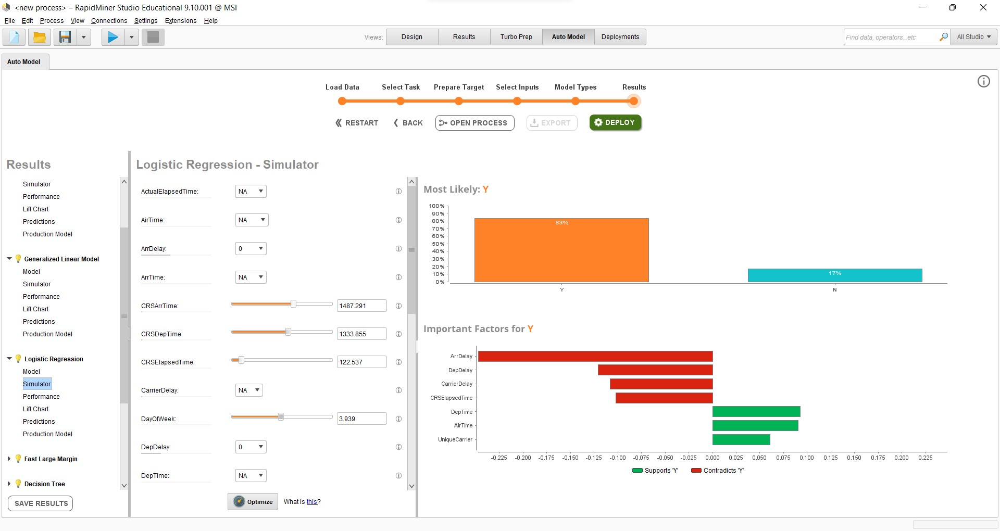 <new process> – RapidMiner Studio Educational 9.10.001 @ MSI
File Edit Process View Connections Settings Extensions Help
Views: Design Results Turbo Prep Auto Model Deployments
Find data, operators...etc All Studio
Auto Model
Load Data Select Task Prepare Target Select Inputs Model Types Results
RESTART BACK OPEN PROCESS EXPORT DEPLOY
Results
Simulator
Performance
Lift Chart
Predictions
Production Model
Generalized Linear Model
Model
Simulator
Performance
Lift Chart
Predictions
Production Model
Logistic Regression
Model
Simulator
Performance
Lift Chart
Predictions
Production Model
Fast Large Margin
Decision Tree
SAVE RESULTS
Logistic Regression - Simulator
ActualElapsedTime: NA
AirTime: NA
ArrDelay: 0
ArrTime: NA
CRSArrTime: 1487.291
CRSDepTime: 1333.855
CRSElapsedTime: 122.537
CarrierDelay: NA
DayOfWeek: 3.939
DepDelay: 0
DepTime: NA
Optimize What is this?
Most Likely: Y
100%
90%
80%
70%
60%
50%
40%
30%
20%
10%
0%
83%
17%
Y N
Important Factors for Y
ArrDelay
DepDelay
CarrierDelay
CRSElapsedTime
DepTime
AirTime
UniqueCarrier
-0.225 -0.200 -0.175 -0.150 -0.125 -0.100 -0.075 -0.050 -0.025 0.000 0.025 0.050 0.075 0.100 0.125 0.150 0.175 0.200 0.225
Supports 'Y' Contradicts 'Y'